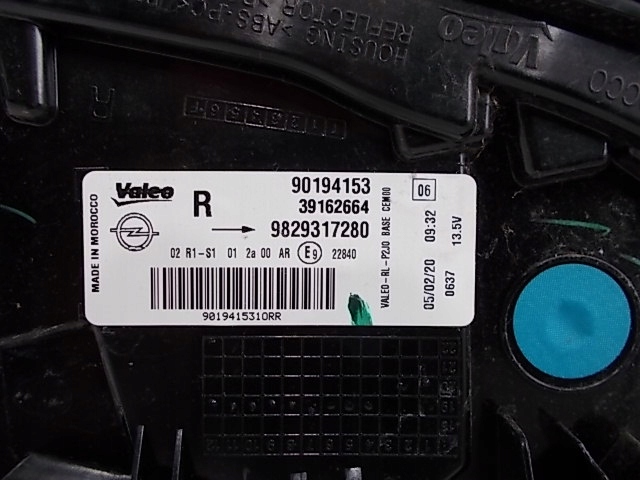 HOUSING >ABS-PC<
REFLECTOR
Valeo
Valeo
MADE IN MOROCCO
R
90194153
39162664
9829317280
02 R1-S1 01 2a 00 AR E9 22840
9019415310RR
VALEO-RL-P2JO BASE CEM00
06
05/02/20 09:32
0637 13.5V